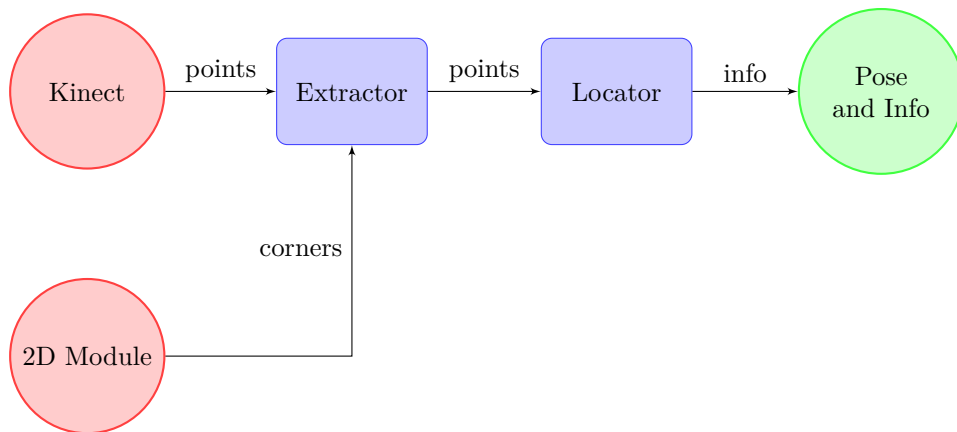 Kinect
points
Extractor
points
Locator
info
Pose
and Info
corners
2D Module